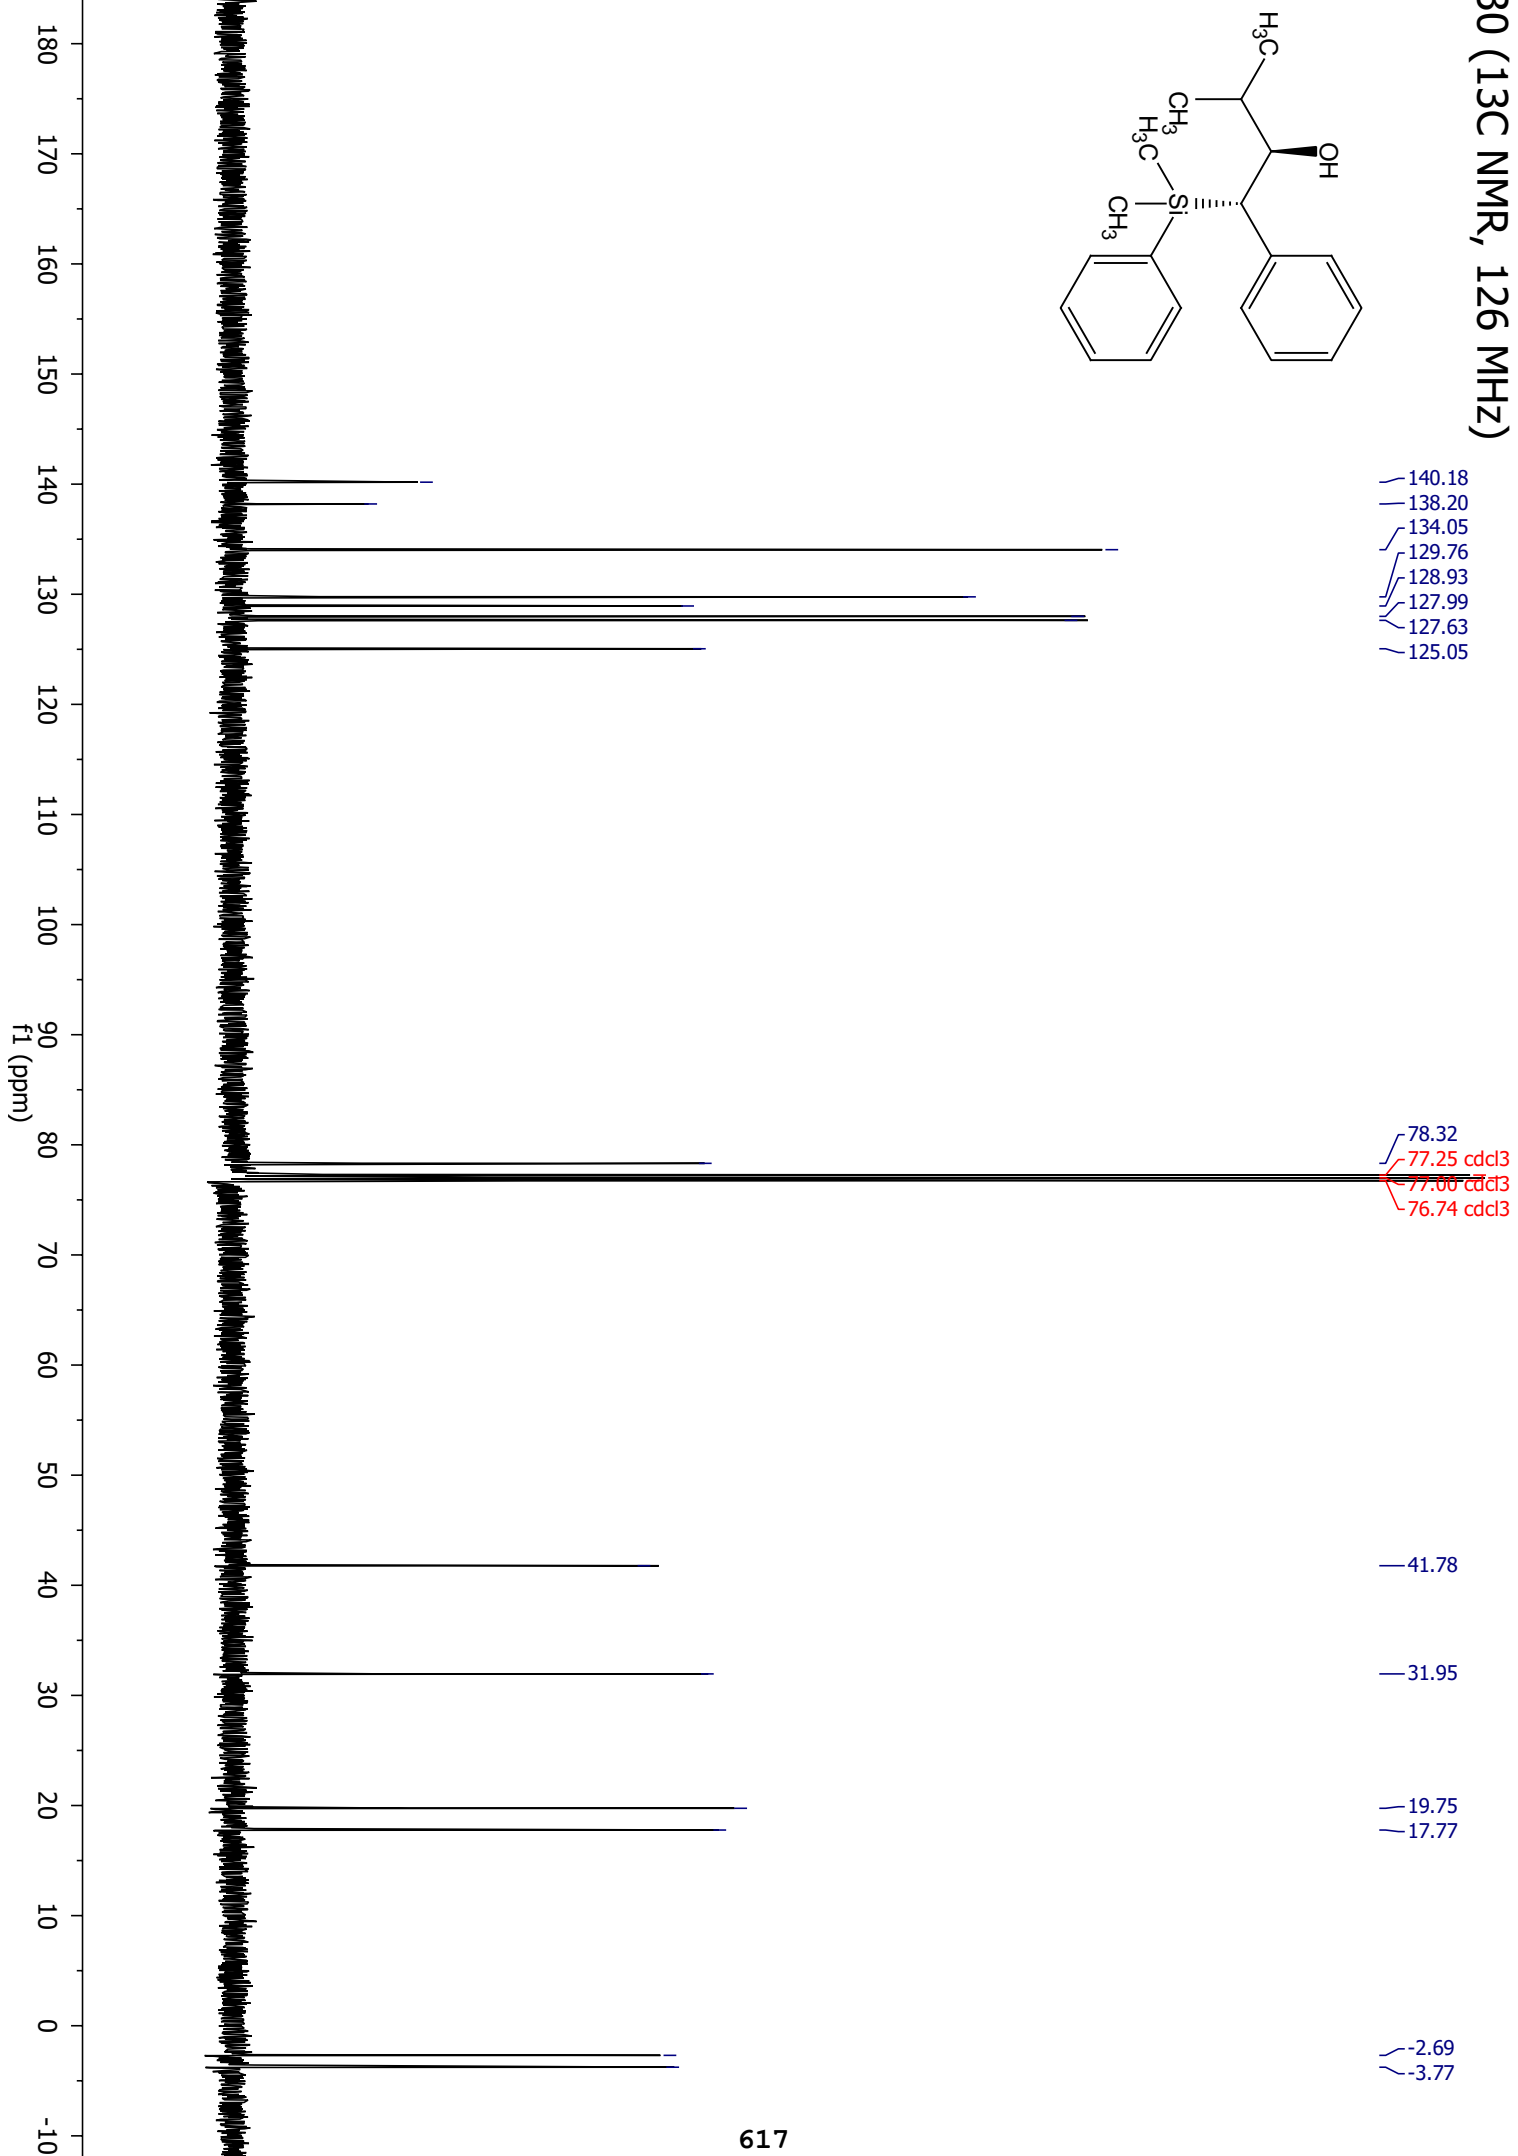 30 (13C NMR, 126 MHz)
OH
H3C
CH3
H3C
Si
CH3
140.18
138.20
134.05
129.76
128.93
127.99
127.63
125.05
78.32
77.25 cdcl3
77.00 cdcl3
76.74 cdcl3
41.78
31.95
19.75
17.77
-2.69
-3.77
180 170 160 150 140 130 120 110 100 90 80 70 60 50 40 30 20 10 0 -10
f1 (ppm)
617